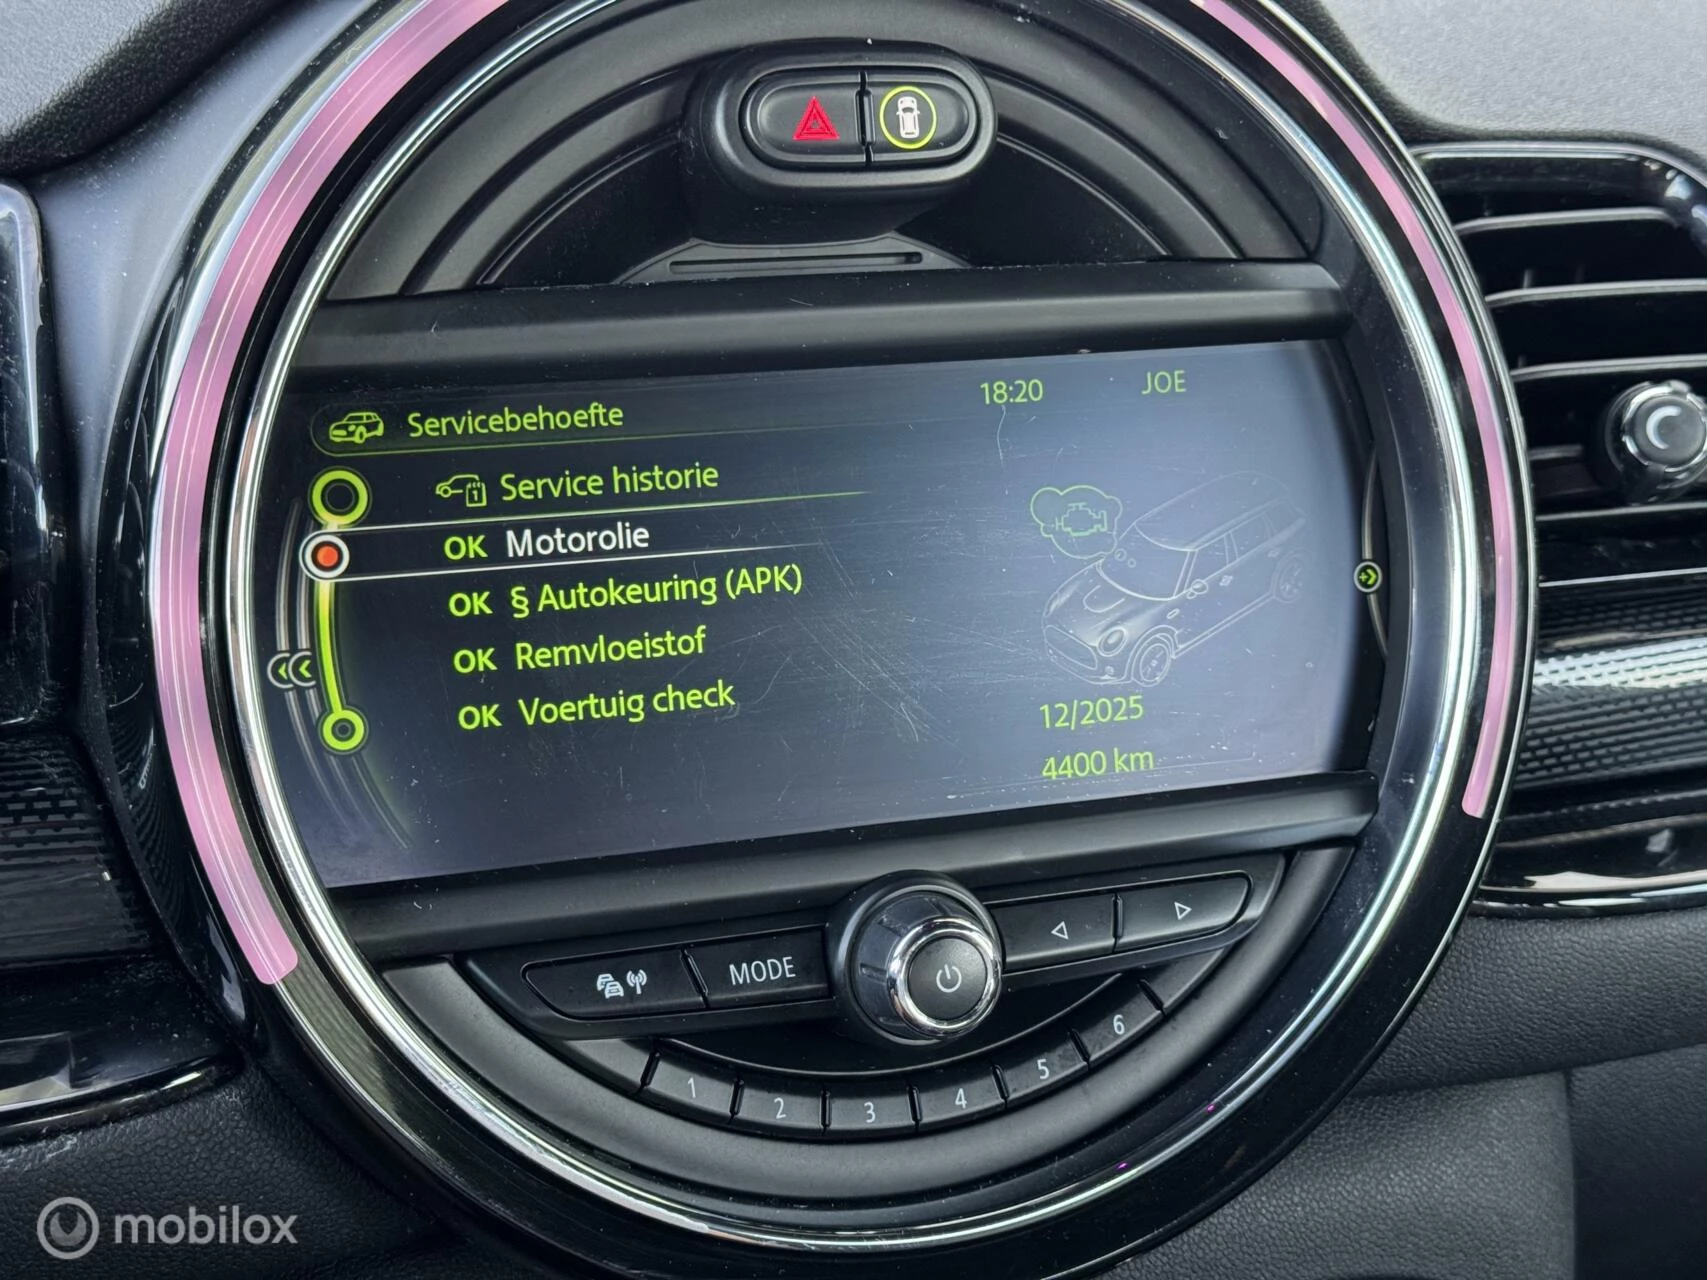 18:20 JOE
Servicebehoefte
Service historie
OK Motorolie
OK § Autokeuring (APK)
OK Remvloeistof
OK Voertuig check
12/2025
4400 km
MODE
1 2 3 4 5 6
mobilox